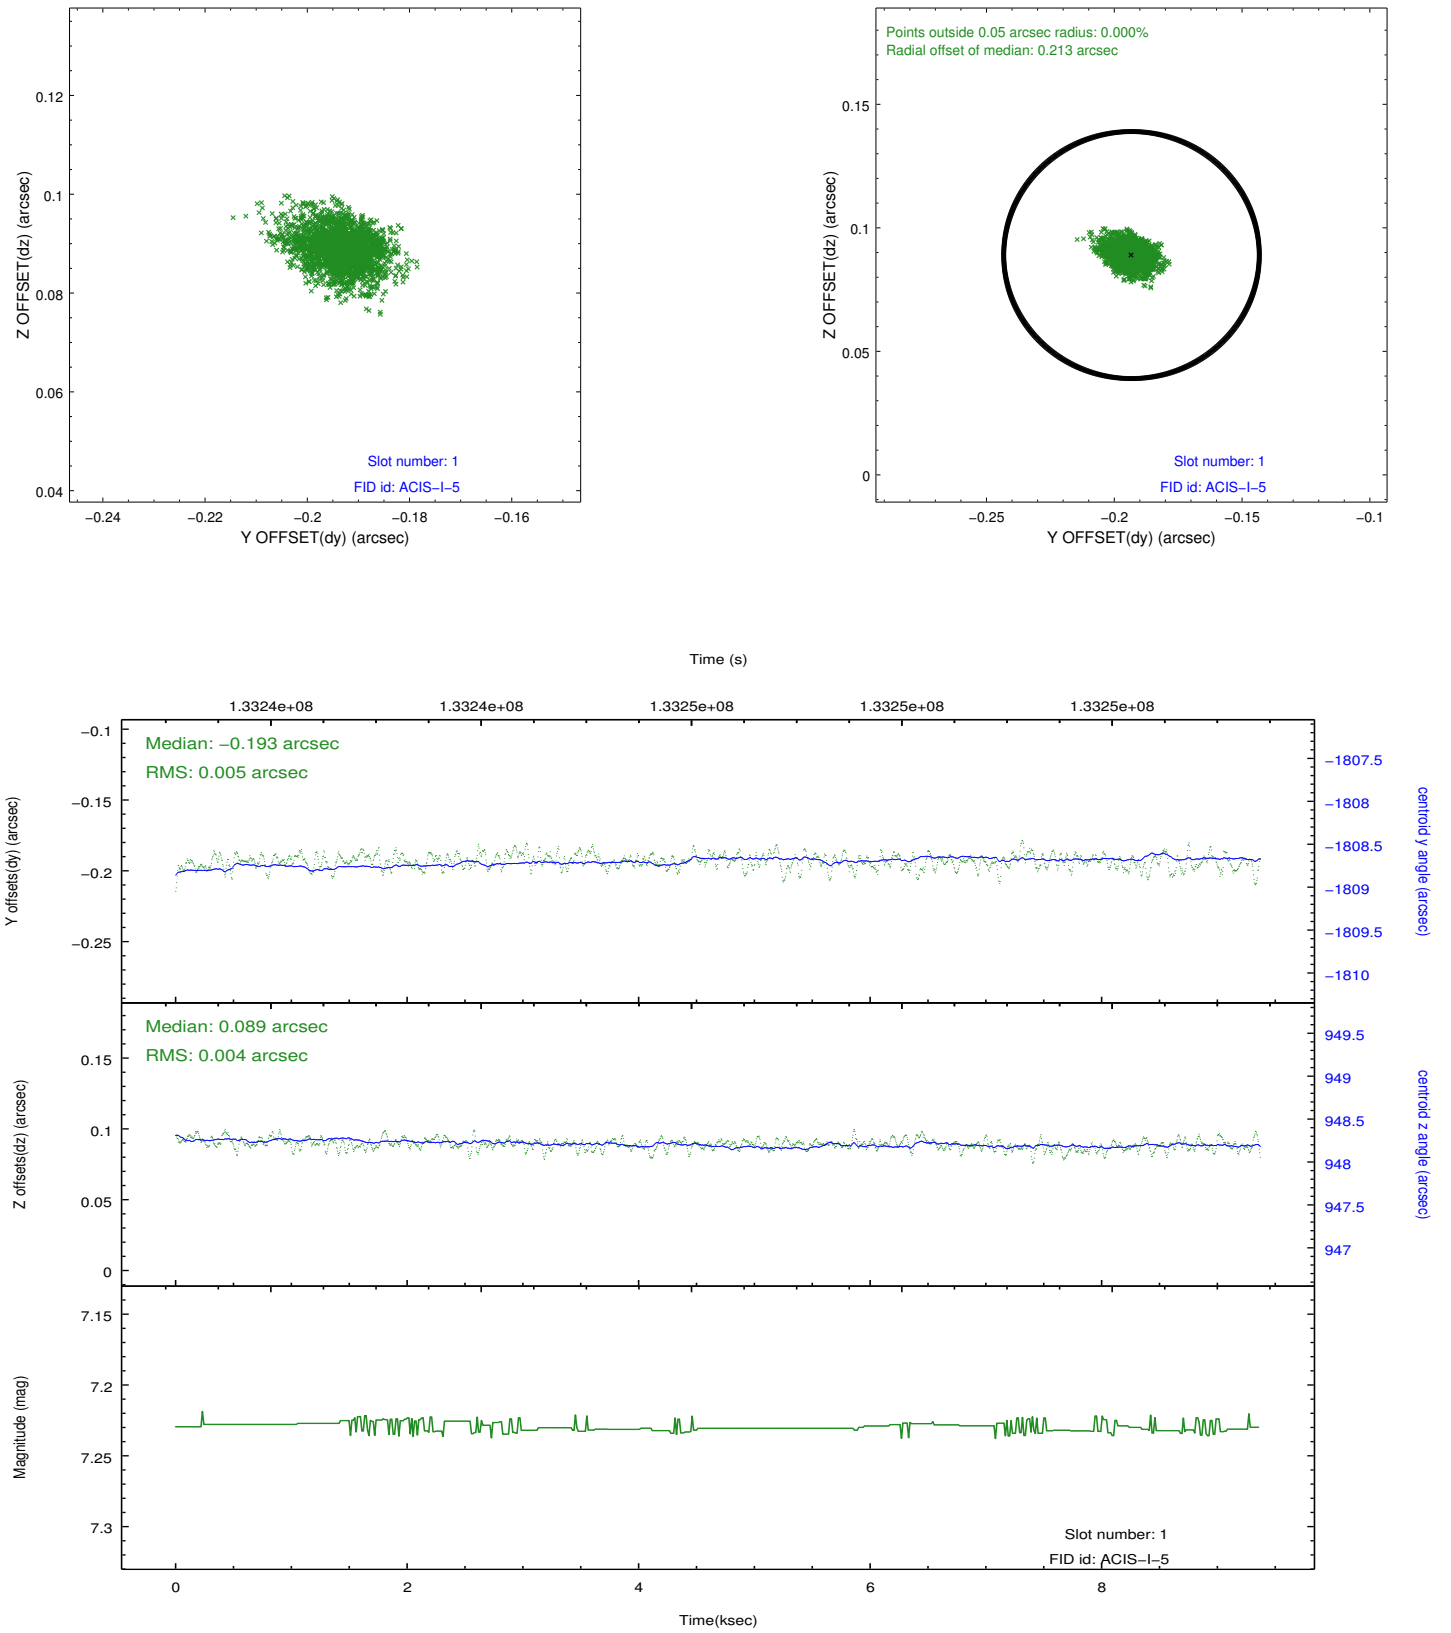 0.12
0.1
0.08
0.06
0.04
Z OFFSET(dz) (arcsec)
Slot number: 1
FID id: ACIS−I−5
−0.24
−0.22
−0.2
−0.18
−0.16
Y OFFSET(dy) (arcsec)
Points outside 0.05 arcsec radius: 0.000%
Radial offset of median: 0.213 arcsec
0.15
0.1
0.05
0
Z OFFSET(dz) (arcsec)
Slot number: 1
FID id: ACIS−I−5
−0.25
−0.2
−0.15
−0.1
Y OFFSET(dy) (arcsec)
Time (s)
1.3324e+08
1.3324e+08
1.3325e+08
1.3325e+08
1.3325e+08
−0.1
−0.15
−0.2
−0.25
Y offsets(dy) (arcsec)
Median: −0.193 arcsec
RMS: 0.005 arcsec
−1807.5
−1808
−1808.5
−1809
−1809.5
−1810
centroid y angle (arcsec)
0.15
0.1
0.05
0
Z offsets(dz) (arcsec)
Median: 0.089 arcsec
RMS: 0.004 arcsec
949.5
949
948.5
948
947.5
947
centroid z angle (arcsec)
7.15
7.2
7.25
7.3
Magnitude (mag)
Slot number: 1
FID id: ACIS−I−5
0
2
4
6
8
Time(ksec)